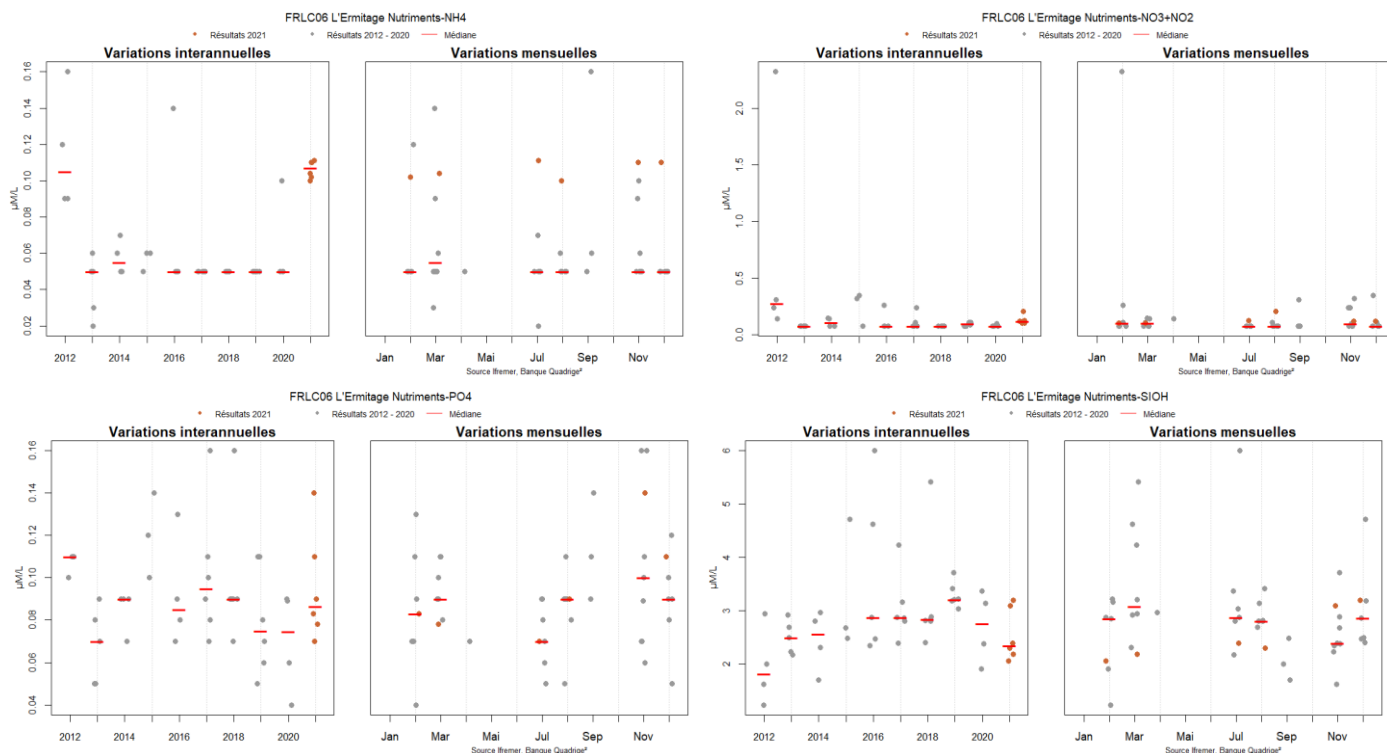 FRLC06 L'Ermitage Nutriments-NH4
Résultats 2021 Résultats 2012 - 2020 Médiane
Variations interannuelles Variations mensuelles
µM/L
0.16
0.14
0.12
0.10
0.08
0.06
0.04
0.02
2012 2014 2016 2018 2020
Jan Mar Mai Jul Sep Nov
Source Ifremer, Banque Quadrige²
FRLC06 L'Ermitage Nutriments-NO3+NO2
Résultats 2021 Résultats 2012 - 2020 Médiane
Variations interannuelles Variations mensuelles
µM/L
2.0
1.5
1.0
0.5
0.0
2012 2014 2016 2018 2020
Jan Mar Mai Jul Sep Nov
Source Ifremer, Banque Quadrige²
FRLC06 L'Ermitage Nutriments-PO4
Résultats 2021 Résultats 2012 - 2020 Médiane
Variations interannuelles Variations mensuelles
µM/L
0.16
0.14
0.12
0.10
0.08
0.06
0.04
2012 2014 2016 2018 2020
Jan Mar Mai Jul Sep Nov
Source Ifremer, Banque Quadrige²
FRLC06 L'Ermitage Nutriments-SIOH
Résultats 2021 Résultats 2012 - 2020 Médiane
Variations interannuelles Variations mensuelles
µM/L
6
5
4
3
2
2012 2014 2016 2018 2020
Jan Mar Mai Jul Sep Nov
Source Ifremer, Banque Quadrige²